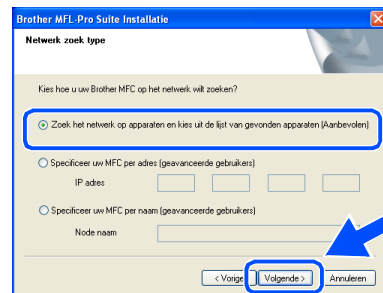 Brother MFL-Pro Suite Installatie
Netwerk zoek type
Kies hoe u uw Brother MFC op het netwerk wilt zoeken?
Zoek het netwerk op apparaten en kies uit de lijst van gevonden apparaten (Aanbevolen)
Specificeer uw MFC per adres (geavanceerde gebruikers)
IP adres
Specificeer uw MFC per naam (geavanceerde gebruikers)
Node naam
< Vorige
Volgende >
Annuleren